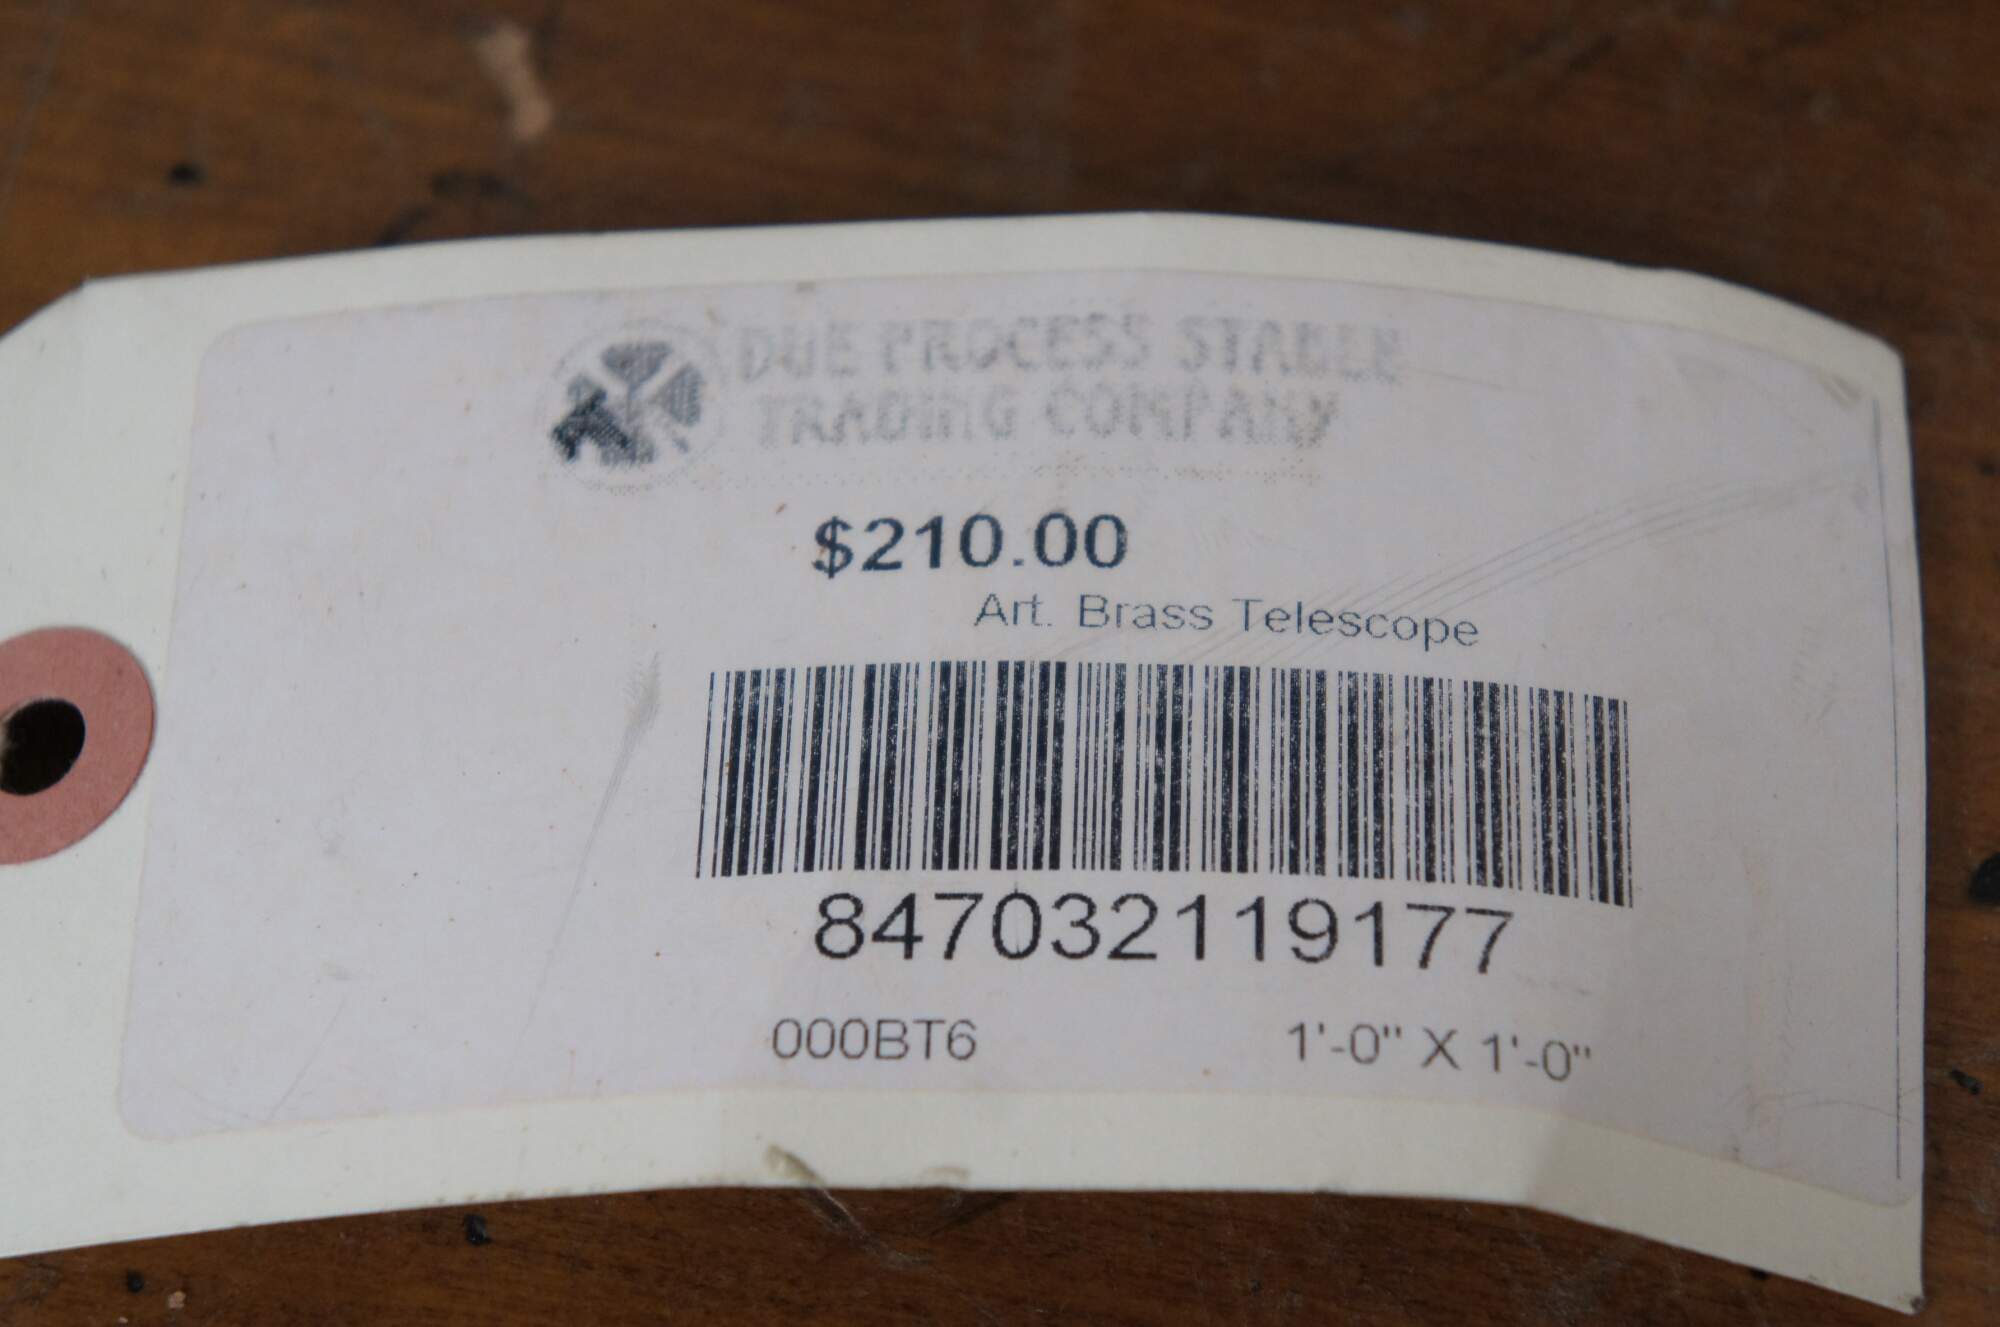 DUE PROCESS STABLE
TRADING COMPANY
$210.00
Art. Brass Telescope
847032119177
000BT6 1'-0" X 1'-0"